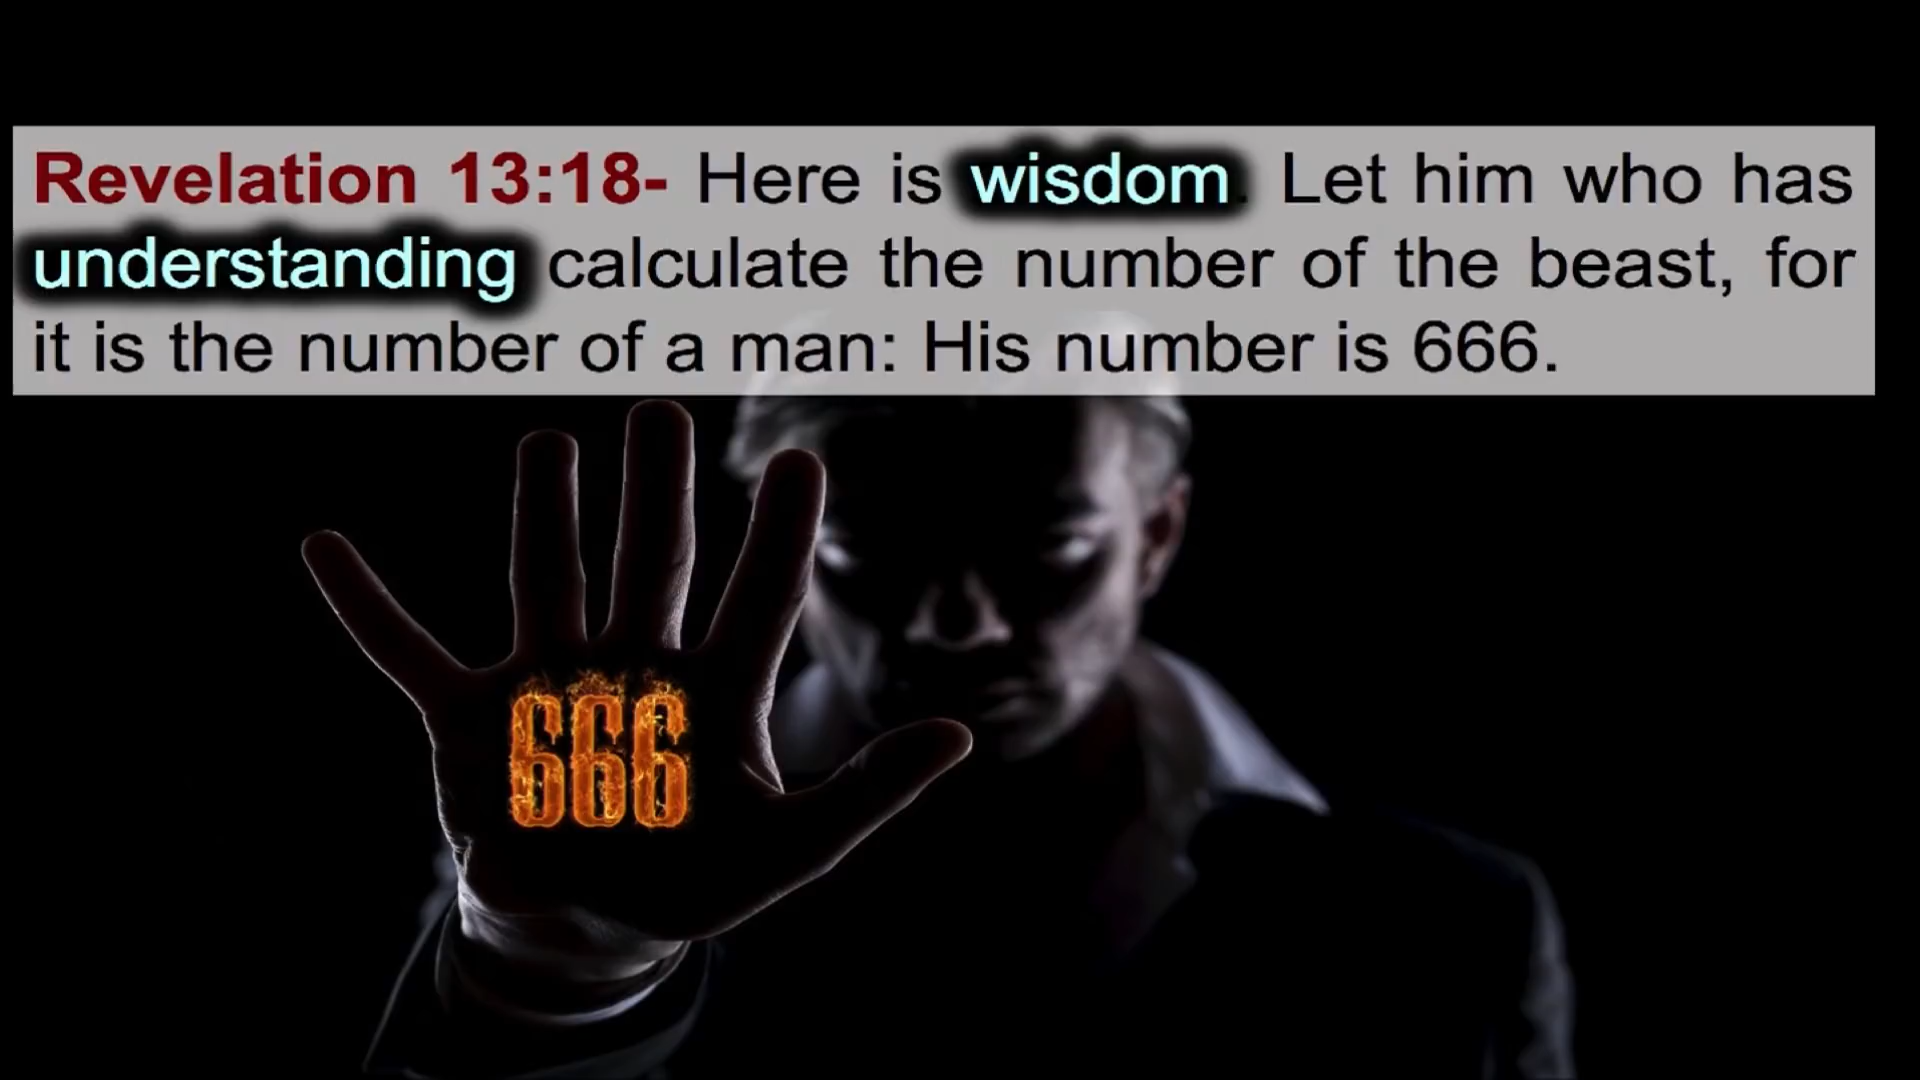 Revelation 13:18- Here is wisdom. Let him who has
understanding calculate the number of the beast, for
it is the number of a man: His number is 666.
666